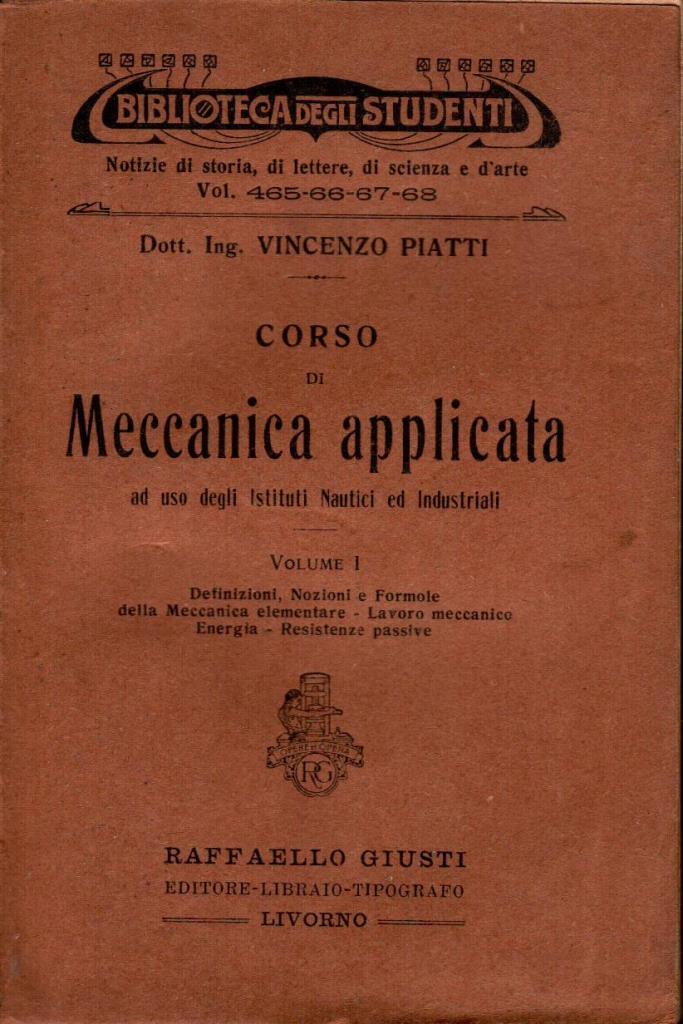 BIBLIOTECA DEGLI STUDENTI
Notizie di storia, di lettere, di scienza e d'arte
Vol. 465-66-67-68
Dott. Ing. VINCENZO PIATTI
CORSO
DI
Meccanica applicata
ad uso degli Istituti Nautici ed Industriali
VOLUME I
Definizioni, Nozioni e Formole
della Meccanica elementare - Lavoro meccanico
Energia - Resistenze passive
RG
RAFFAELLO GIUSTI
EDITORE-LIBRAIO-TIPOGRAFO
LIVORNO